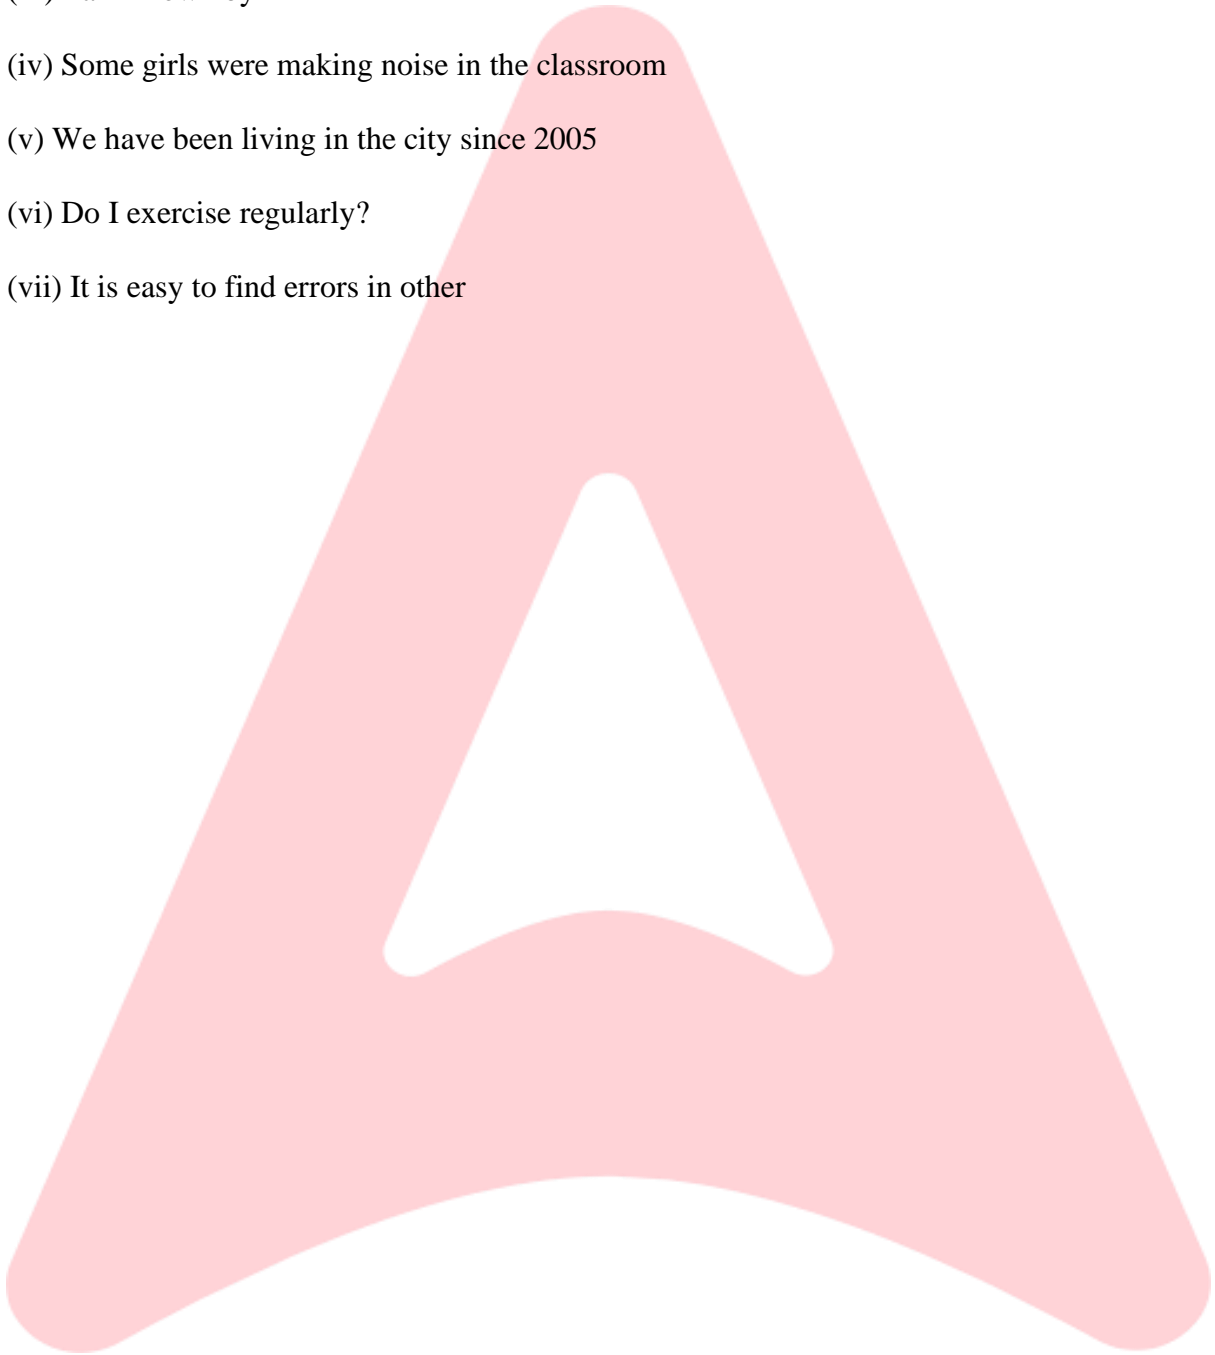 (iv) Some girls were making noise in the classroom
(v) We have been living in the city since 2005
(vi) Do I exercise regularly?
(vii) It is easy to find errors in other